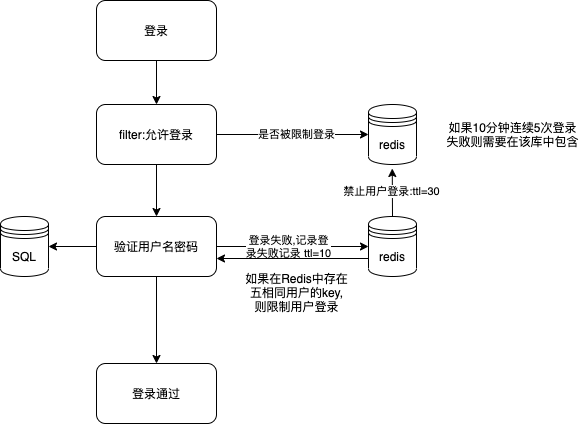 登录
filter:允许登录
是否被限制登录
redis
如果10分钟连续5次登录
失败则需要在该库中包含
禁止用户登录:ttl=30
SQL
验证用户名密码
登录失败,记录登
录失败记录 ttl=10
redis
如果在Redis中存在
五相同用户的key,
则限制用户登录
登录通过